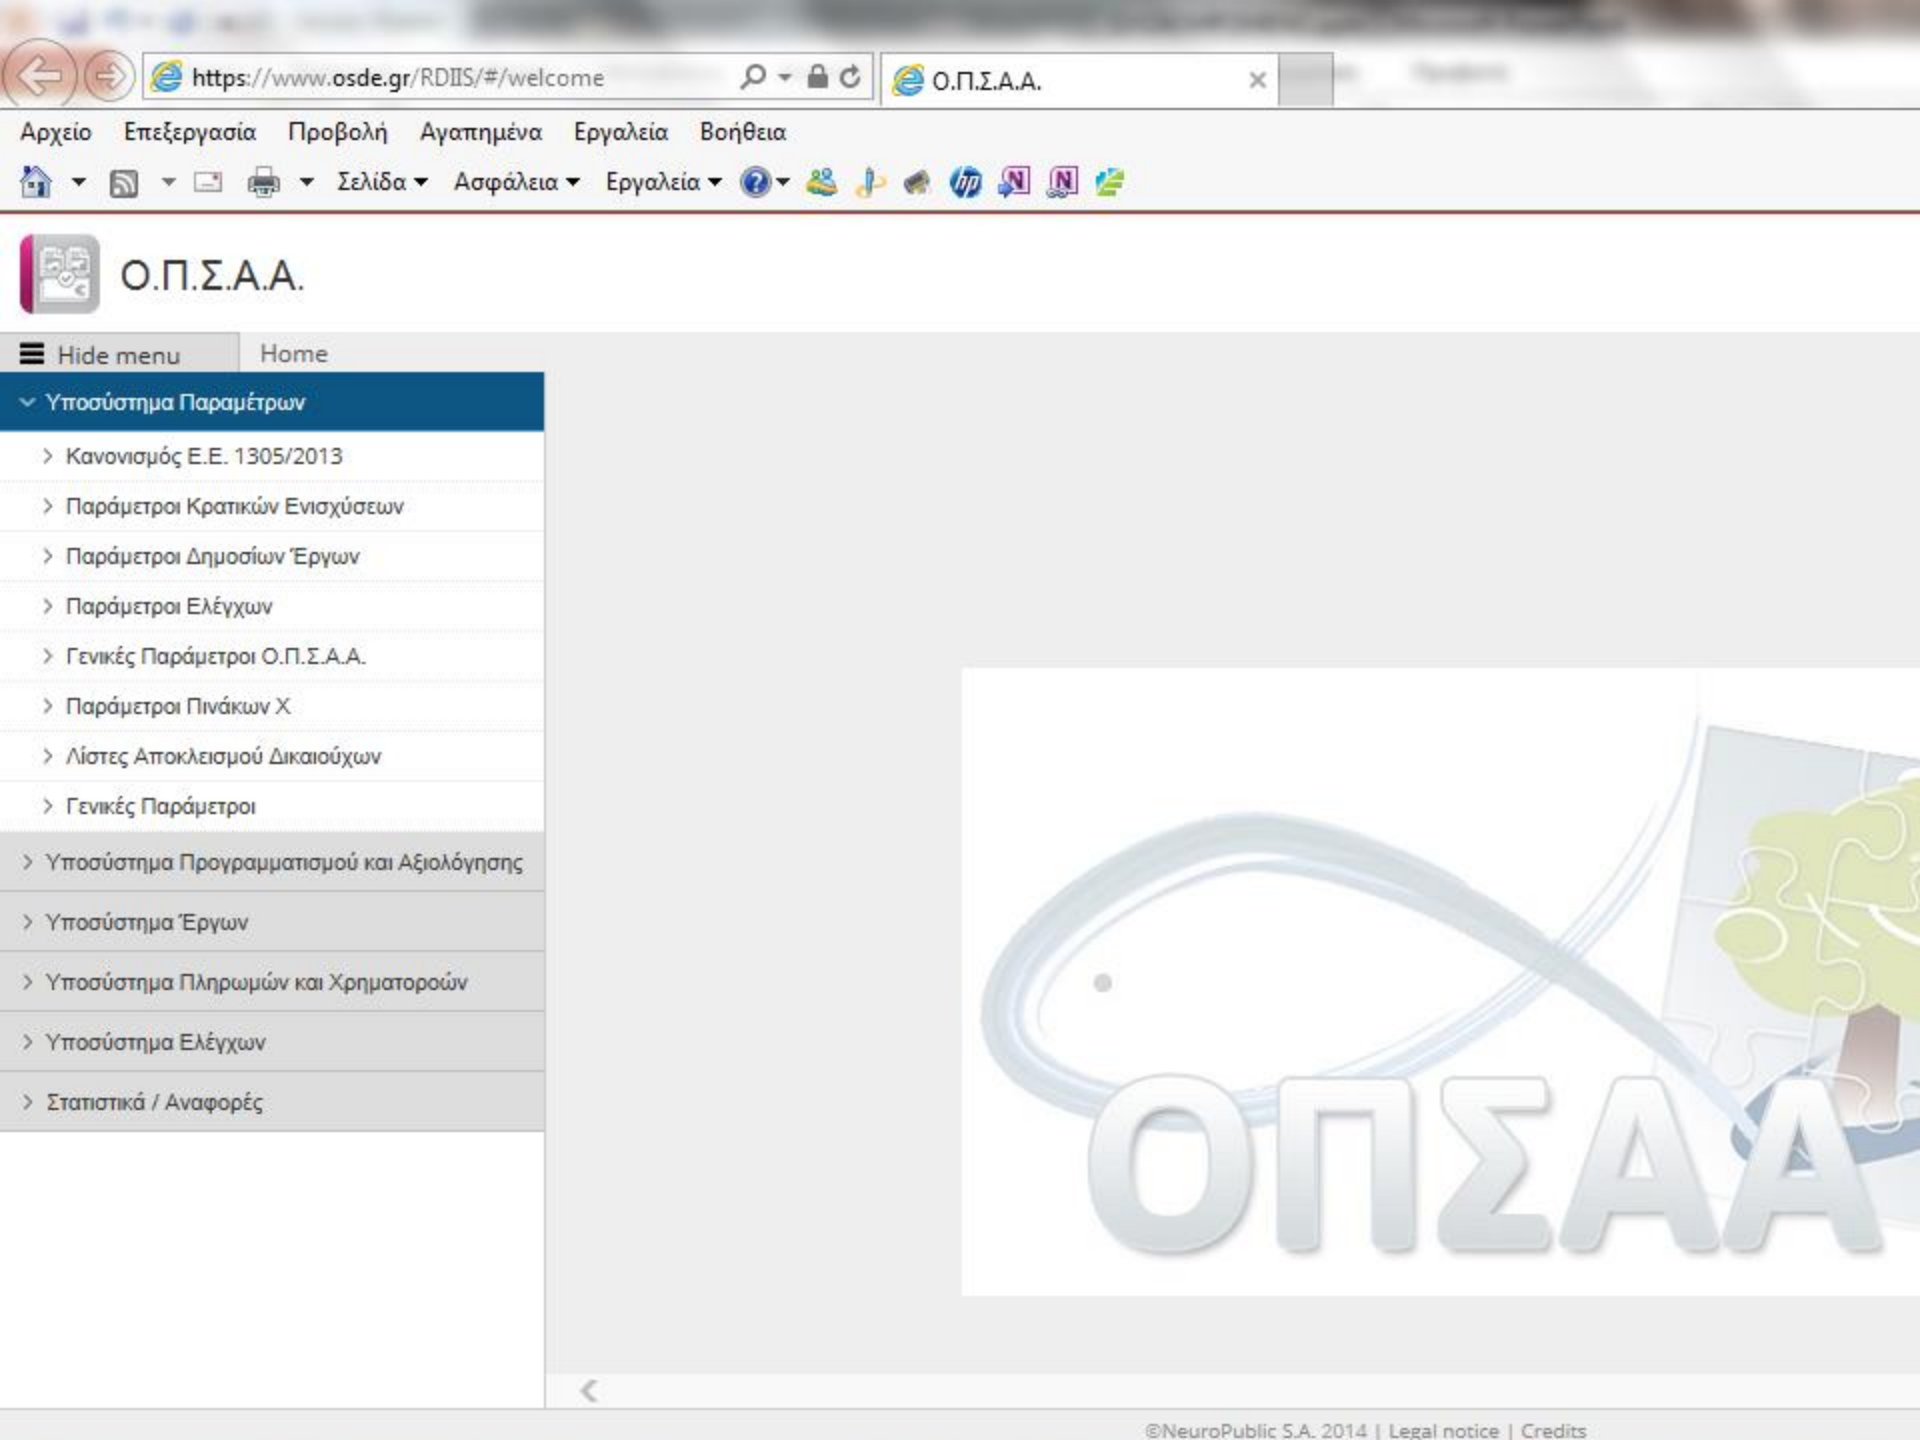 https://www.osde.gr/RDIIS/#/welcome
Ο.Π.Σ.Α.Α.
Αρχείο Επεξεργασία Προβολή Αγαπημένα Εργαλεία Βοήθεια
Σελίδα Ασφάλεια Εργαλεία
Ο.Π.Σ.Α.Α.
Hide menu Home
Υποσύστημα Παραμέτρων
Κανονισμός Ε.Ε. 1305/2013
Παράμετροι Κρατικών Ενισχύσεων
Παράμετροι Δημοσίων Έργων
Παράμετροι Ελέγχων
Γενικές Παράμετροι Ο.Π.Σ.Α.Α.
Παράμετροι Πινάκων Χ
Λίστες Αποκλεισμού Δικαιούχων
Γενικές Παράμετροι
Υποσύστημα Προγραμματισμού και Αξιολόγησης
Υποσύστημα Έργων
Υποσύστημα Πληρωμών και Χρηματοροών
Υποσύστημα Ελέγχων
Στατιστικά / Αναφορές
ΟΠΣΑΑ
©NeuroPublic S.A. 2014 | Legal notice | Credits